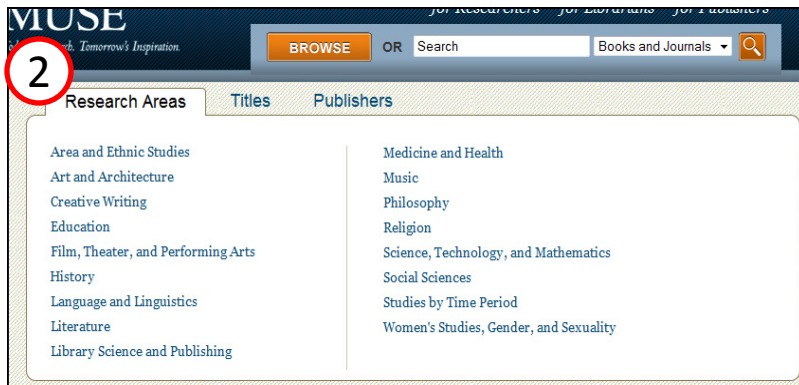 for Researchers for Librarians for Publishers
MUSE
Tomorrow's Inspiration.
BROWSE OR Search Books and Journals
2
Research Areas Titles Publishers
Area and Ethnic Studies
Art and Architecture
Creative Writing
Education
Film, Theater, and Performing Arts
History
Language and Linguistics
Literature
Library Science and Publishing
Medicine and Health
Music
Philosophy
Religion
Science, Technology, and Mathematics
Social Sciences
Studies by Time Period
Women's Studies, Gender, and Sexuality